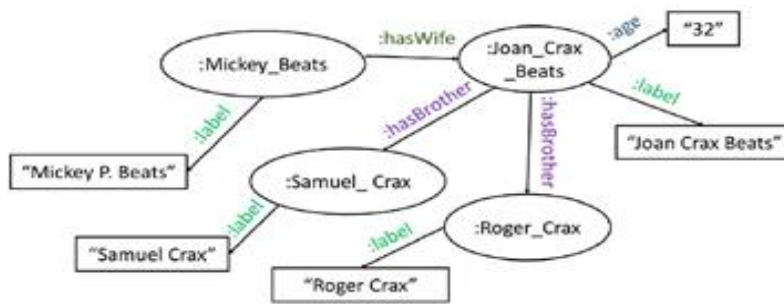 :Mickey_Beats
:hasWife
:Joan_Crax
_Beats
:age
"32"
:label
"Mickey P. Beats"
:hasBrother
:hasBrother
:label
"Joan Crax Beats"
:Samuel_ Crax
:label
"Samuel Crax"
:Roger_Crax
:label
"Roger Crax"